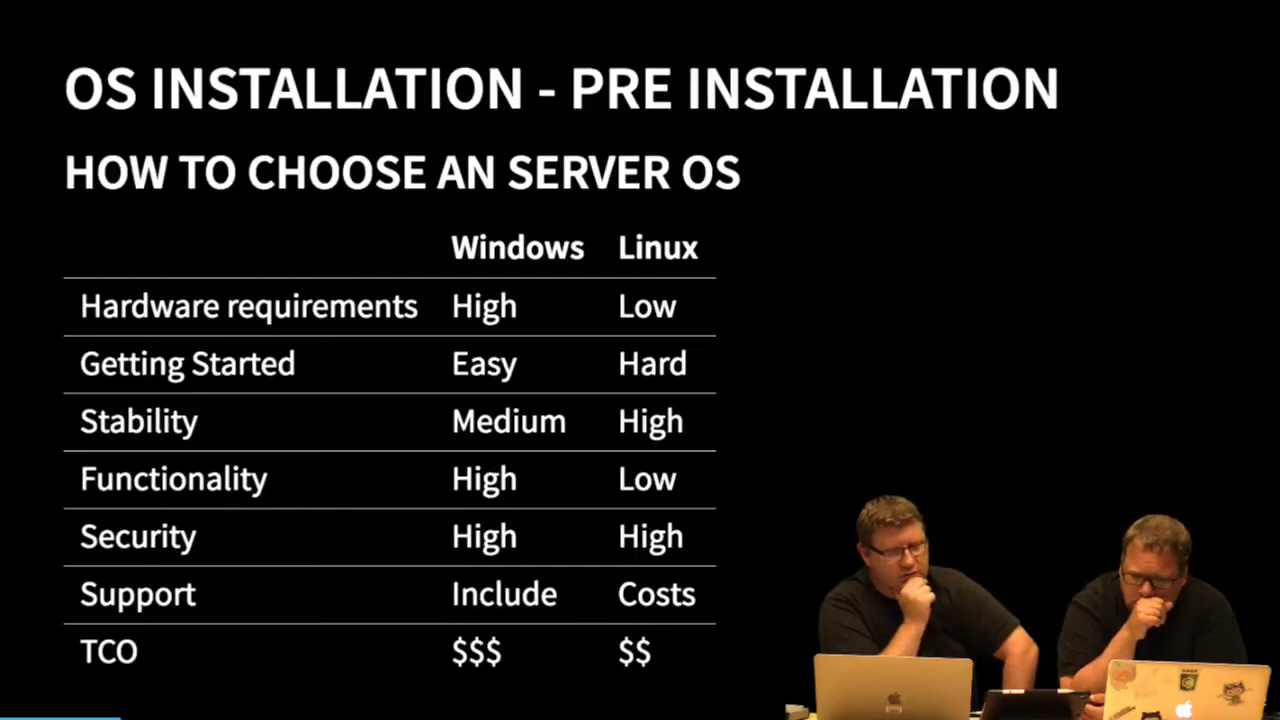 OS INSTALLATION - PRE INSTALLATION
HOW TO CHOOSE AN SERVER OS
Windows Linux
Hardware requirements High Low
Getting Started Easy Hard
Stability Medium High
Functionality High Low
Security High High
Support Include Costs
TCO $$$ $$